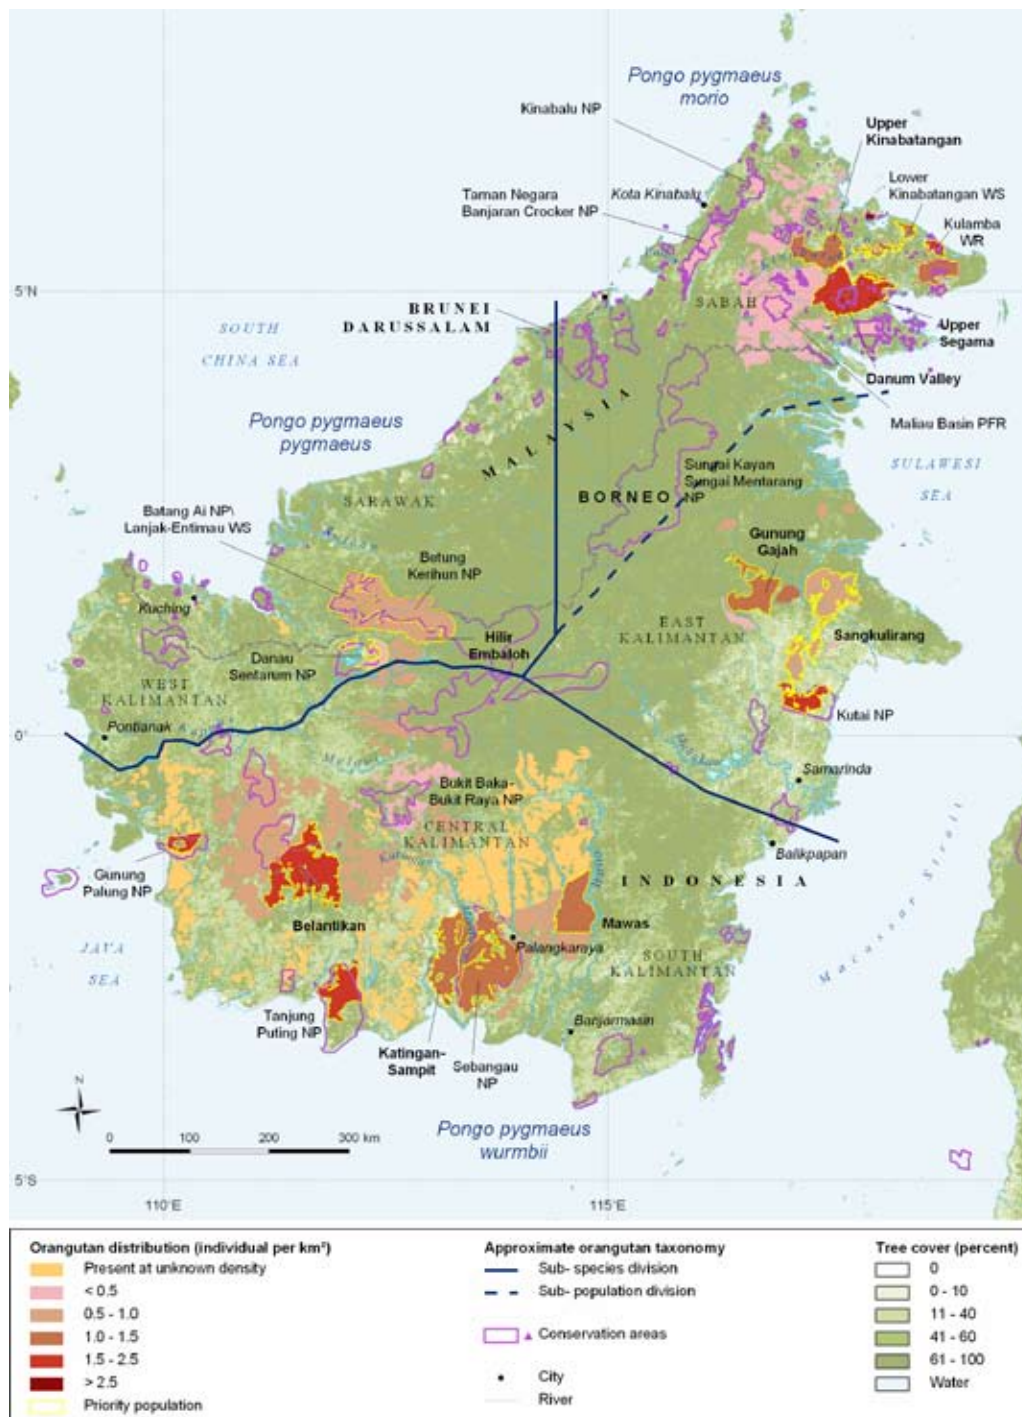 Pongo pygmaeus
morio
Kinabalu NP
Upper
Kinabatangan
Lower
Kinabatangan WS
Taman Negara
Banjaran Crocker NP
Kota Kinabalu
Kulamba
WR
5°N
SABAH
BRUNEI
DARUSSALAM
SOUTH
CHINA SEA
Upper
Segama
Danum Valley
Maliau Basin PFR
Pongo pygmaeus
pygmaeus
MALAYSIA
SULAWESI
SEA
Sungai Kayan
Sungai Mentarang
NP
BORNEO
SARAWAK
Batang Ai NP\
Lanjak-Entimau WS
Betung
Kerihun NP
Gunung
Gajah
Kuching
EAST
KALIMANTAN
Hilir
Embaloh
Sangkulirang
Danau
Sentarum NP
WEST
KALIMANTAN
Kutai NP
Pontianak
0°
Melawi
Samarinda
Bukit Baka-
Bukit Raya NP
CENTRAL
KALIMANTAN
Balikpapan
Gunung
Palung NP
INDONESIA
Makassar Strait
Belantikan
Mawas
Palangkaraya
JAVA
SEA
SOUTH
KALIMANTAN
Tanjung
Puting NP
Banjarmasin
Katingan-
Sampit
Sebangau
NP
N
0 100 200 300 km
Pongo pygmaeus
wurmbii
5°S
110°E 115°E
Orangutan distribution (individual per km²)
Present at unknown density
< 0.5
0.5 - 1.0
1.0 - 1.5
1.5 - 2.5
> 2.5
Priority population
Approximate orangutan taxonomy
Sub- species division
Sub- population division
Conservation areas
City
River
Tree cover (percent)
0
0 - 10
11 - 40
41 - 60
61 - 100
Water